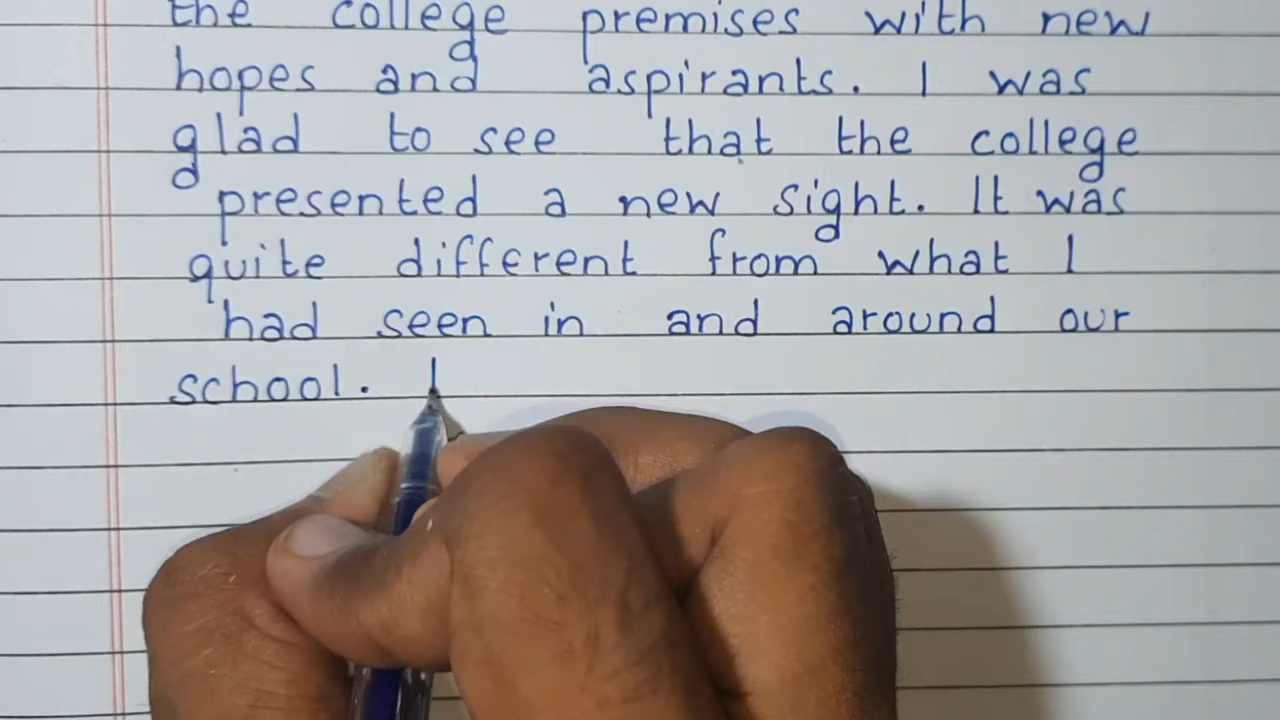 the college premises with new
hopes and aspirants. I was
glad to see that the college
presented a new sight. It was
quite different from what I
had seen in and around our
school. I